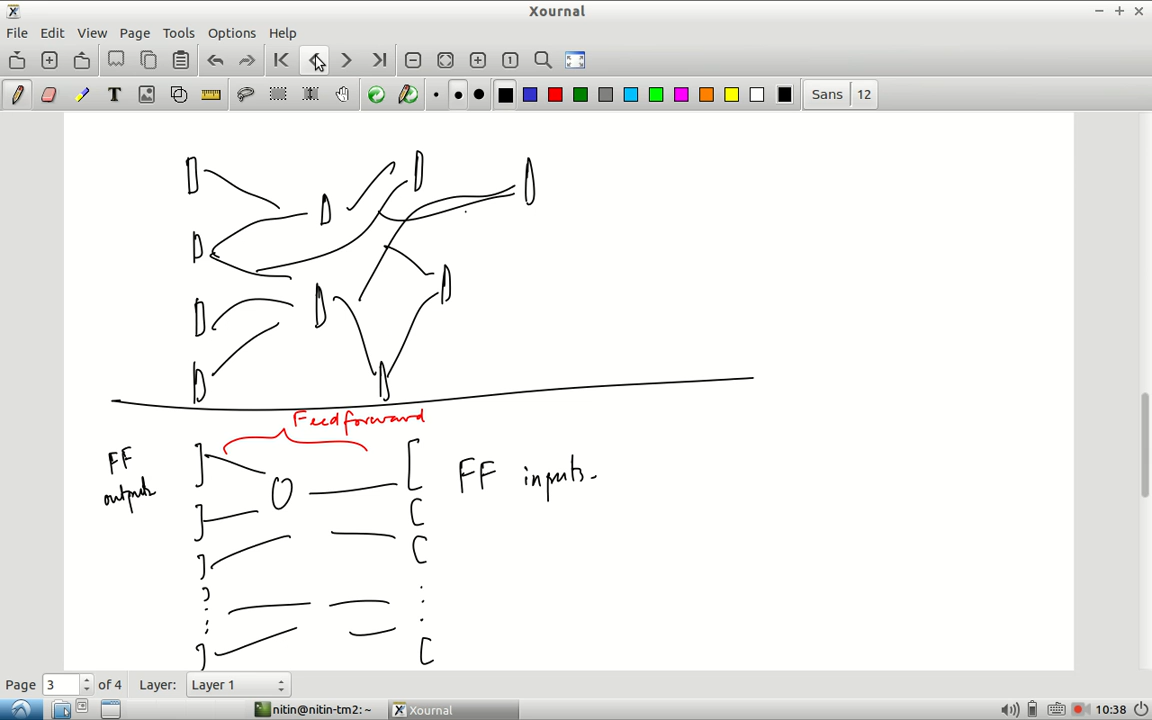 Xournal
File Edit View Page Tools Options Help
Sans 12
D D D
D D
D D D
D D
Feedforward
FF
outputs
FF inputs.
Page 3 of 4 Layer: Layer 1
nitin@nitin-tm2: ~ Xournal 10:38